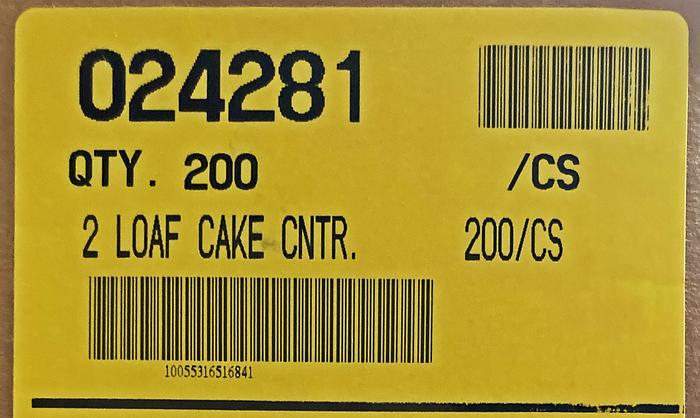 024281
QTY. 200 /CS
2 LOAF CAKE CNTR. 200/CS
10055316516841